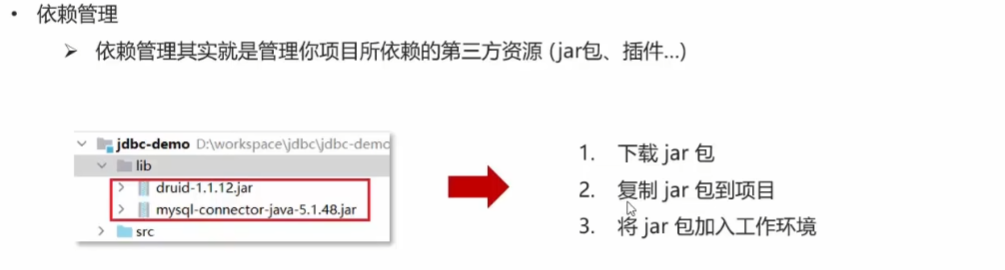 • 依赖管理
➢ 依赖管理其实就是管理你项目所依赖的第三方资源 (jar包、插件...)
jdbc-demo D:\workspace\jdbc\jdbc-demo
lib
druid-1.1.12.jar
mysql-connector-java-5.1.48.jar
src
1. 下载 jar 包
2. 复制 jar 包到项目
3. 将 jar 包加入工作环境